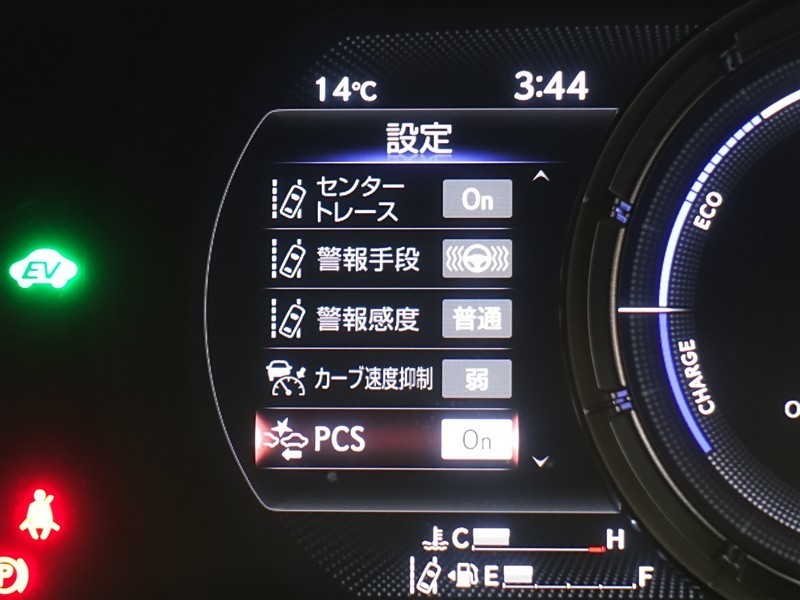 14℃
3:44
設定
センター
トレース
On
警報手段
警報感度
普通
カーブ速度抑制
弱
PCS
On
EV
ECO
CHARGE
C
H
E
F
P